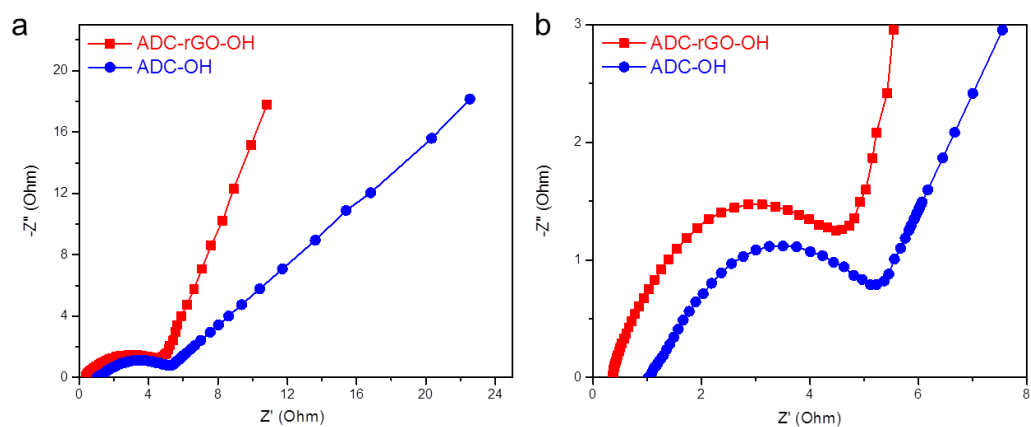 a
ADC-rGO-OH
ADC-OH
20
16
12
8
4
0
-Z" (Ohm)
0 4 8 12 16 20 24
Z' (Ohm)
b
ADC-rGO-OH
ADC-OH
3
2
1
0
-Z" (Ohm)
0 2 4 6 8
Z' (Ohm)